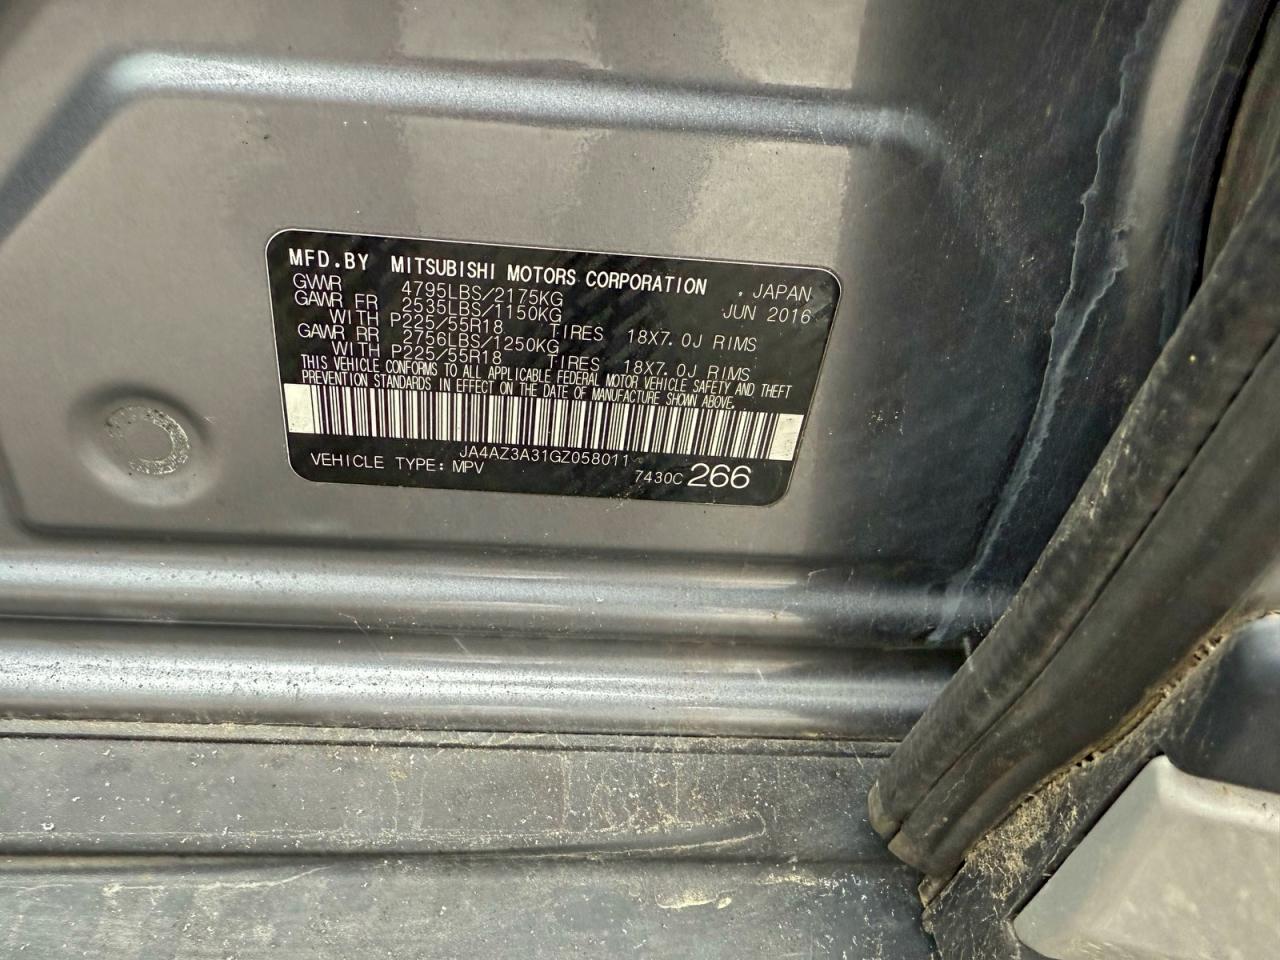 MFD.BY MITSUBISHI MOTORS CORPORATION , JAPAN
GVWR 4795LBS/2175KG JUN 2016
GAWR FR 2535LBS/1150KG
WITH P225/55R18 TIRES 18X7.0J RIMS
GAWR RR 2756LBS/1250KG
WITH P225/55R18 TIRES 18X7.0J RIMS
THIS VEHICLE CONFORMS TO ALL APPLICABLE FEDERAL MOTOR VEHICLE SAFETY AND THEFT
PREVENTION STANDARDS IN EFFECT ON THE DATE OF MANUFACTURE SHOWN ABOVE.
JA4AZ3A31GZ058011
VEHICLE TYPE: MPV 7430C 266